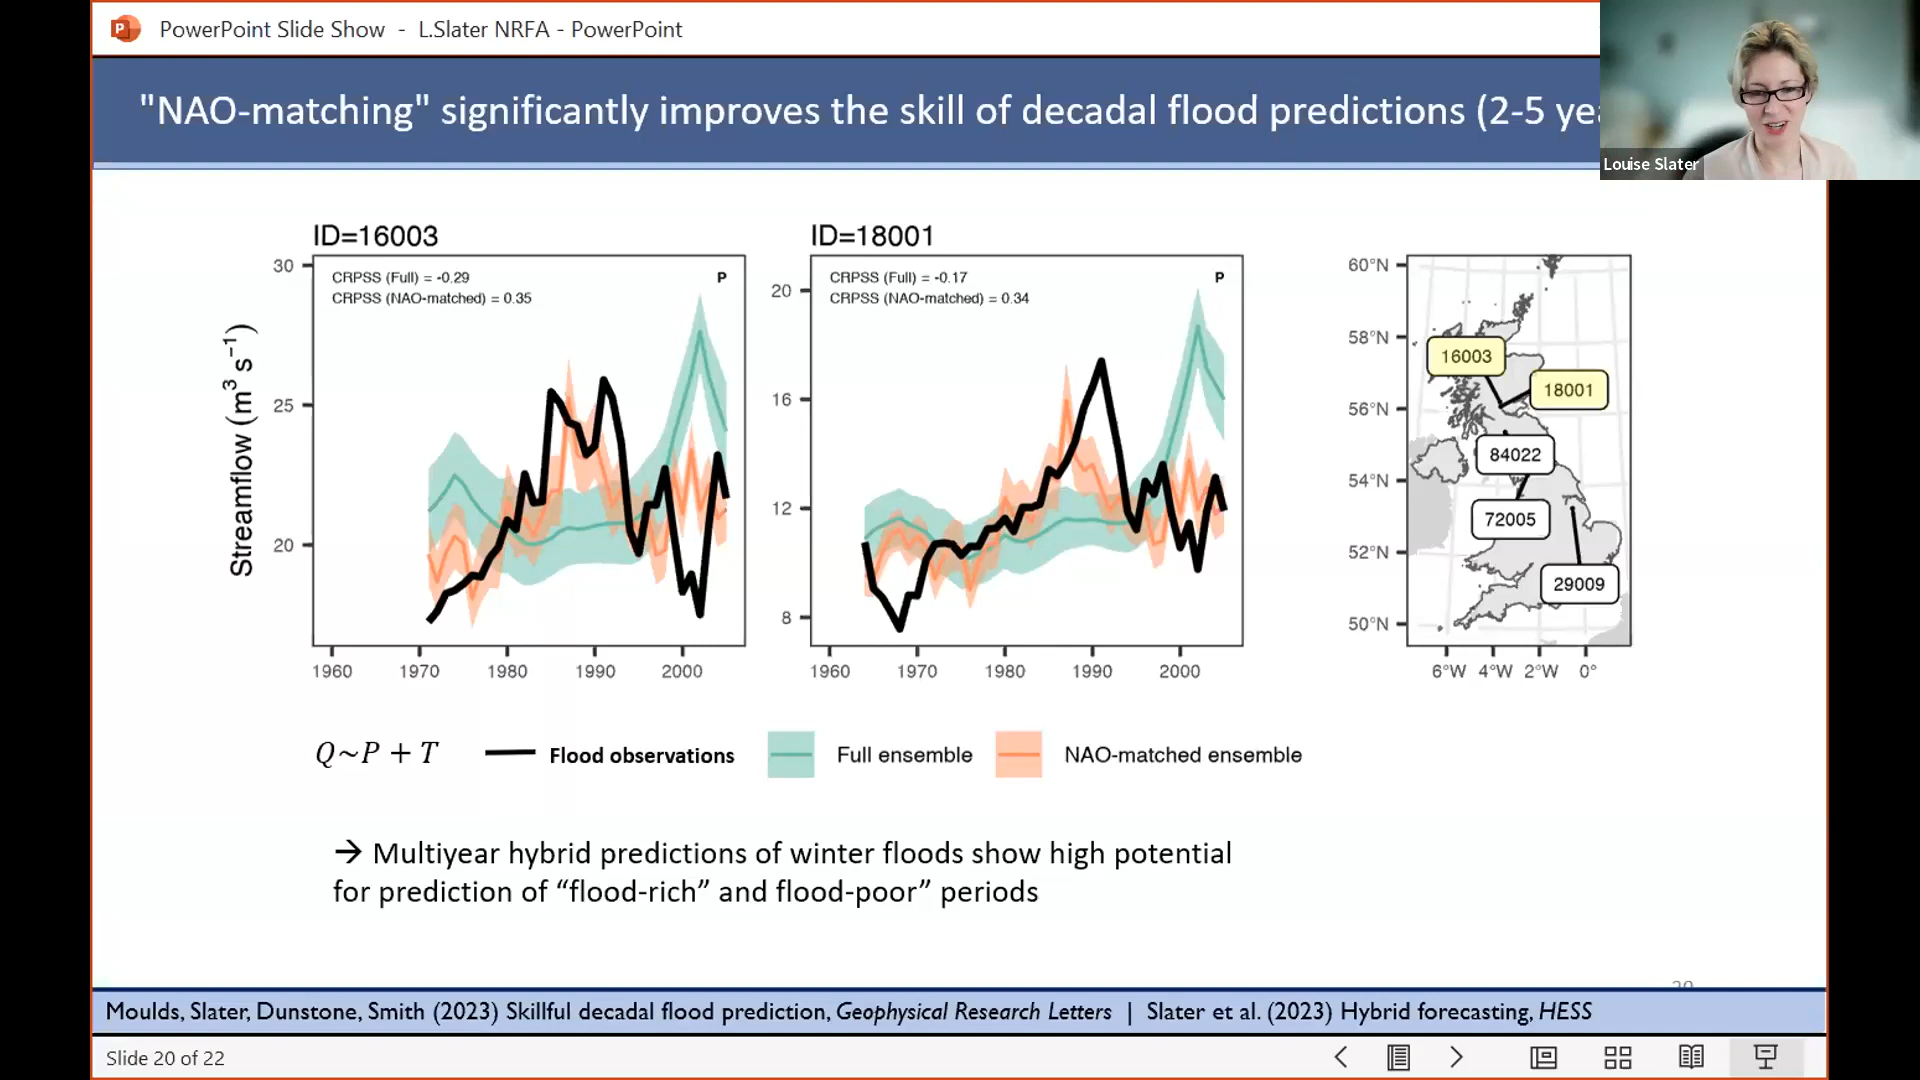 PowerPoint Slide Show - L.Slater NRFA - PowerPoint
"NAO-matching" significantly improves the skill of decadal flood predictions (2-5
Louise Slater
ID=16003
CRPSS (Full) = -0.29
CRPSS (NAO-matched) = 0.35
P
30
25
20
Streamflow (m³ s⁻¹)
1960 1970 1980 1990 2000
ID=18001
CRPSS (Full) = -0.17
CRPSS (NAO-matched) = 0.34
P
20
16
12
8
1960 1970 1980 1990 2000
60°N
58°N
56°N
54°N
52°N
50°N
16003
18001
84022
72005
29009
6°W 4°W 2°W 0°
Q~P + T Flood observations Full ensemble NAO-matched ensemble
→ Multiyear hybrid predictions of winter floods show high potential
for prediction of “flood-rich” and flood-poor” periods
Moulds, Slater, Dunstone, Smith (2023) Skillful decadal flood prediction, Geophysical Research Letters | Slater et al. (2023) Hybrid forecasting, HESS
Slide 20 of 22